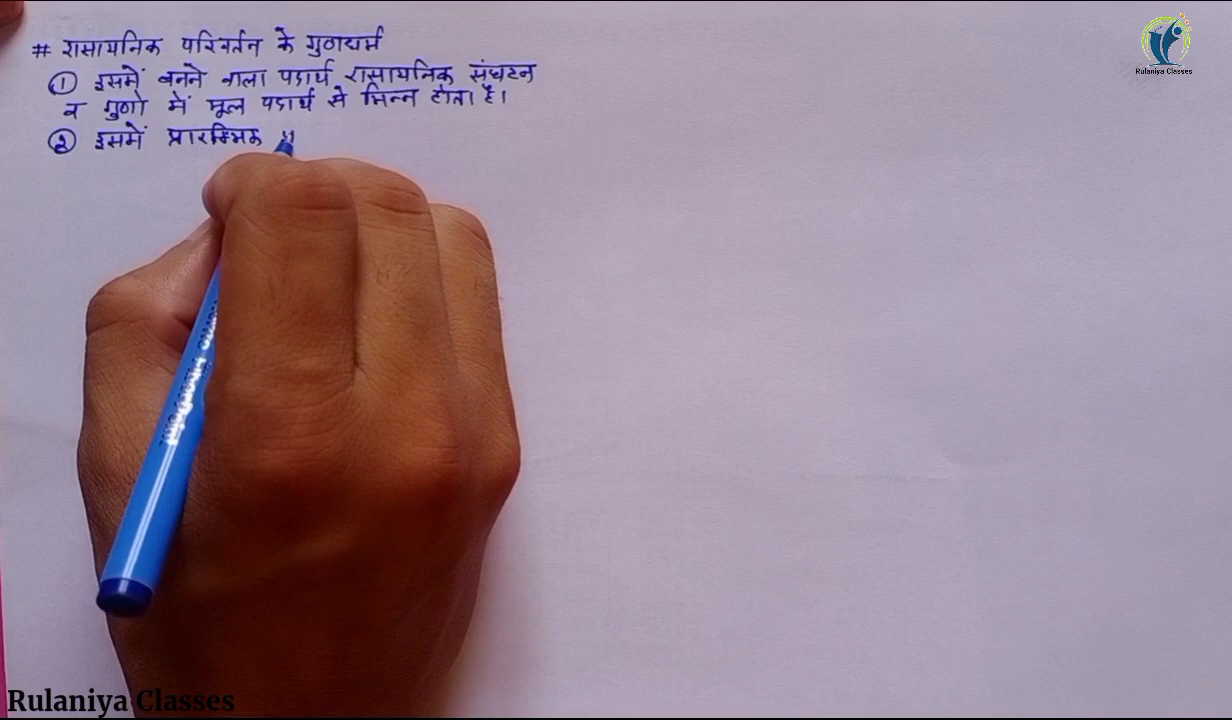 # रासायनिक परिवर्तन के गुणधर्म
① इसमें बनने वाला पदार्थ रासायनिक संघटन
व गुणो में मूल पदार्थ से भिन्न होता है।
② इसमें प्रारम्भिक
Rulaniya Classes
Rulaniya Classes